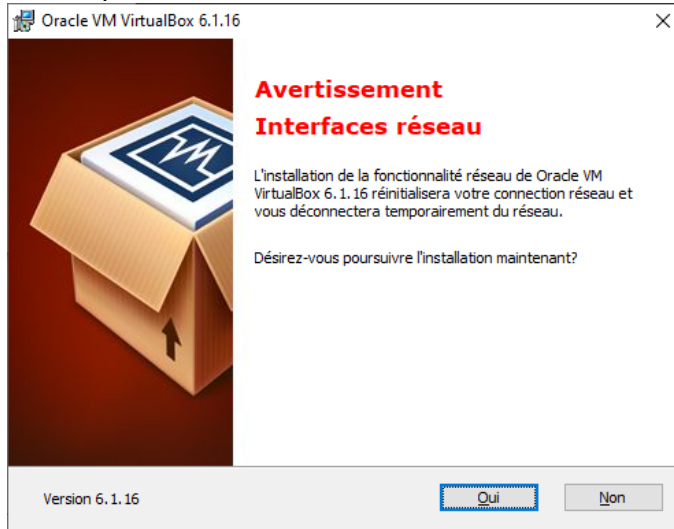 Oracle VM VirtualBox 6.1.16
Avertissement
Interfaces réseau
L'installation de la fonctionnalité réseau de Oracle VM
VirtualBox 6.1.16 réinitialisera votre connection réseau et
vous déconnectera temporairement du réseau.
Désirez-vous poursuivre l'installation maintenant?
Version 6.1.16
Oui
Non